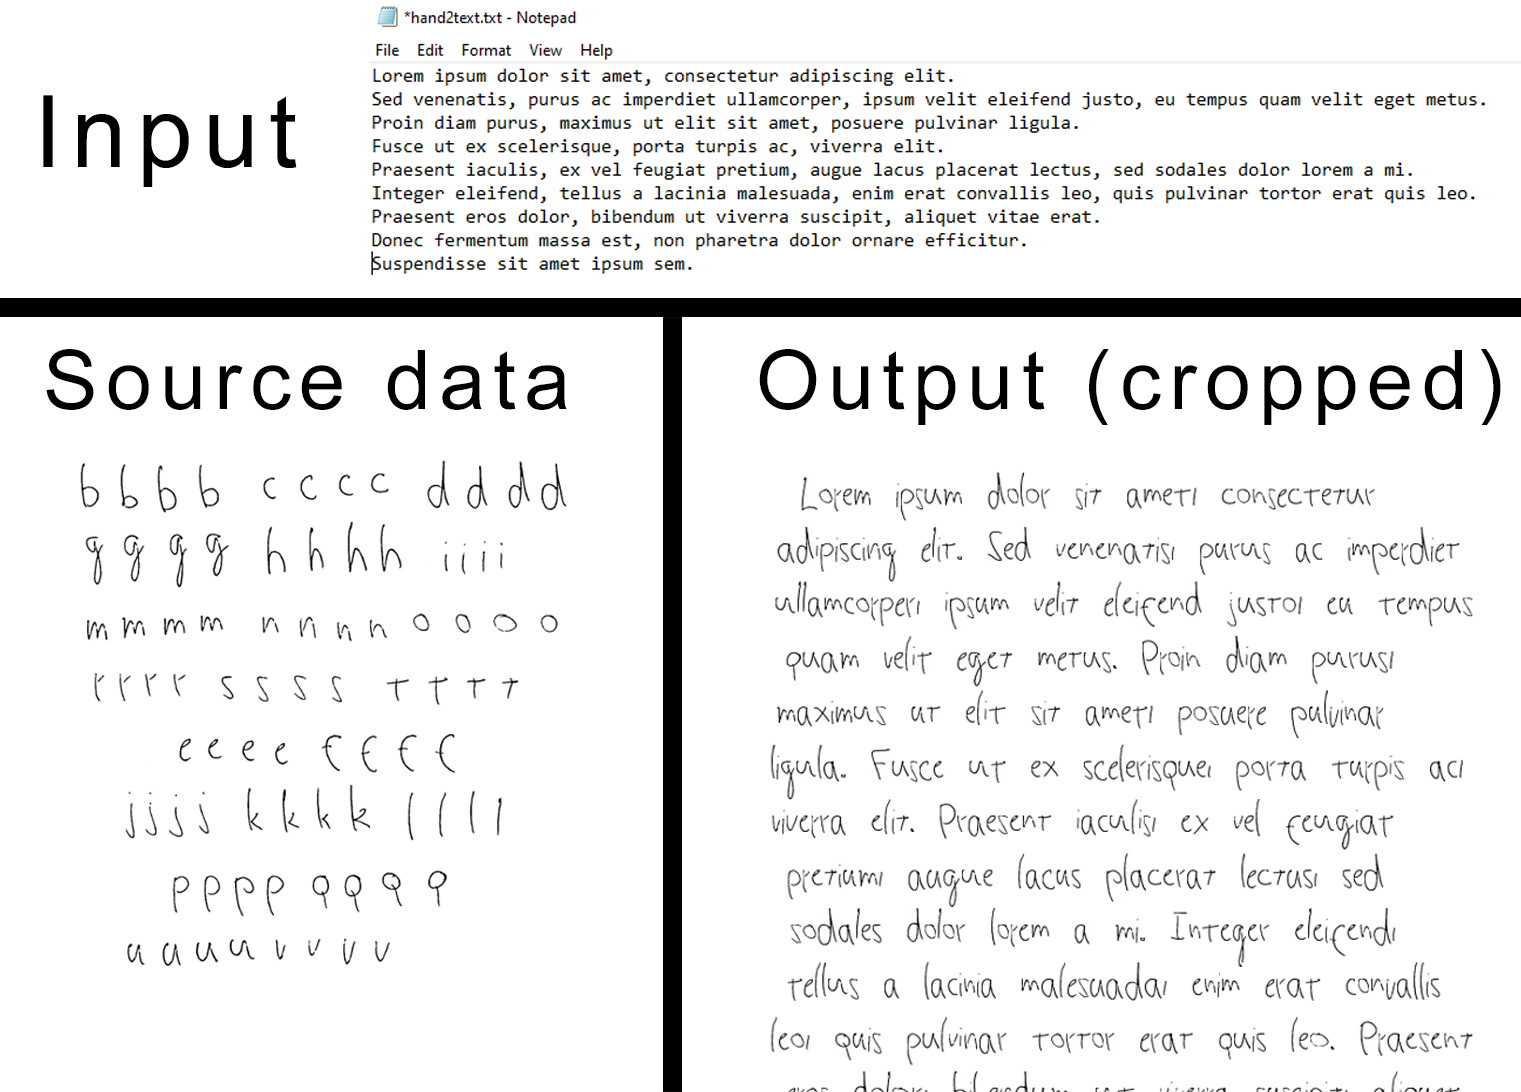 *hand2text.txt - Notepad
File Edit Format View Help
Input
Lorem ipsum dolor sit amet, consectetur adipiscing elit.
Sed venenatis, purus ac imperdiet ullamcorper, ipsum velit eleifend justo, eu tempus quam velit eget metus.
Proin diam purus, maximus ut elit sit amet, posuere pulvinar ligula.
Fusce ut ex scelerisque, porta turpis ac, viverra elit.
Praesent iaculis, ex vel feugiat pretium, augue lacus placerat lectus, sed sodales dolor lorem a mi.
Integer eleifend, tellus a lacinia malesuada, enim erat convallis leo, quis pulvinar tortor erat quis leo.
Praesent eros dolor, bibendum ut viverra suscipit, aliquet vitae erat.
Donec fermentum massa est, non pharetra dolor ornare efficitur.
Suspendisse sit amet ipsum sem.
Source data
b b b b c c c c d d d d
g g g g h h h h i i i i
m m m m n n n n o o o o
r r r r s s s s t t t t
e e e e f f f f
j j j j k k k k l l l l
p p p p q q q q
u u u u v v v v
Output (cropped)
Lorem ipsum dolor sit amet, consectetur
adipiscing elit. Sed venenatis, purus ac imperdiet
ullamcorper, ipsum velit eleifend justo, eu tempus
quam velit eget metus. Proin diam purus,
maximus ut elit sit amet, posuere pulvinar
ligula. Fusce ut ex scelerisque, porta turpis ac,
viverra elit. Praesent iaculis, ex vel feugiat
pretium, augue lacus placerat lectus, sed
sodales dolor lorem a mi. Integer eleifend,
tellus a lacinia malesuada, enim erat convallis
leo, quis pulvinar tortor erat quis leo. Praesent
eros dolor, bibendum ut viverra suscipit, aliquet